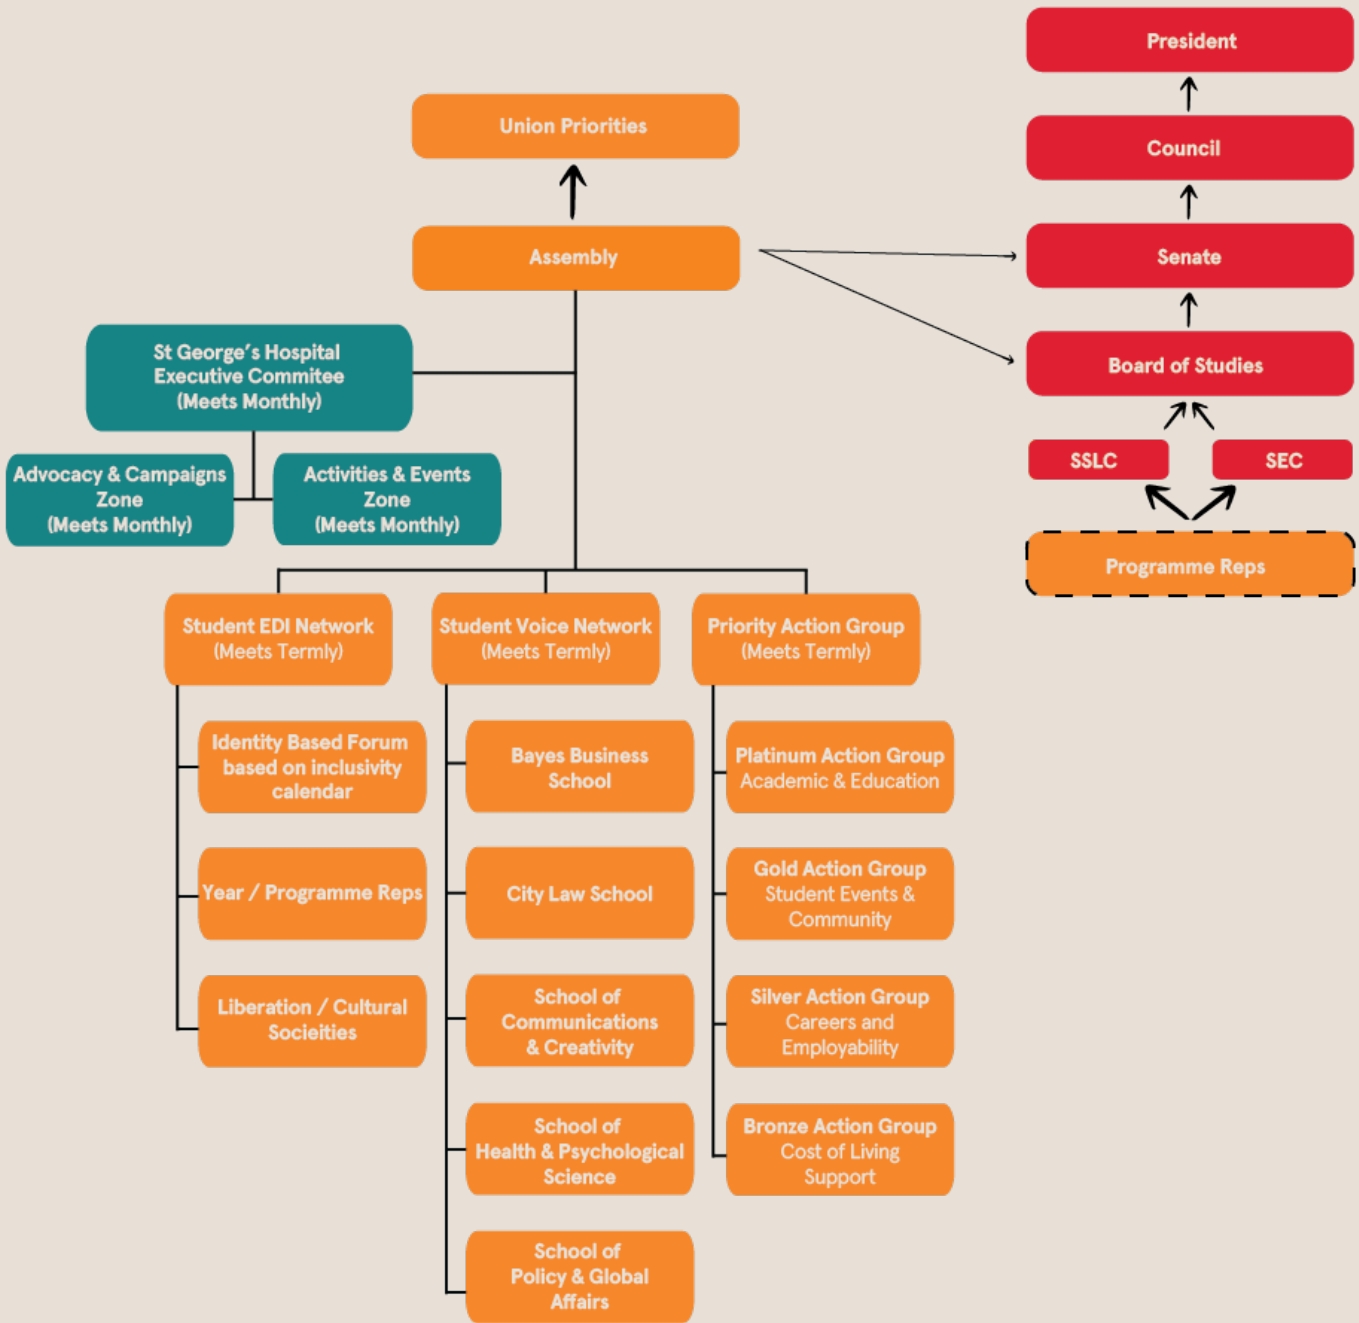 President
Union Priorities
Council
Assembly
Senate
St George's Hospital
Executive Commitee
(Meets Monthly)
Board of Studies
Advocacy & Campaigns
Zone
(Meets Monthly)
Activities & Events
Zone
(Meets Monthly)
SSLC
SEC
Programme Reps
Student EDI Network
(Meets Termly)
Student Voice Network
(Meets Termly)
Priority Action Group
(Meets Termly)
Identity Based Forum
based on inclusivity
calendar
Year / Programme Reps
Liberation / Cultural
Socieities
Bayes Business
School
City Law School
School of
Communications
& Creativity
School of
Health & Psychological
Science
School of
Policy & Global
Affairs
Platinum Action Group
Academic & Education
Gold Action Group
Student Events &
Community
Silver Action Group
Careers and
Employability
Bronze Action Group
Cost of Living
Support